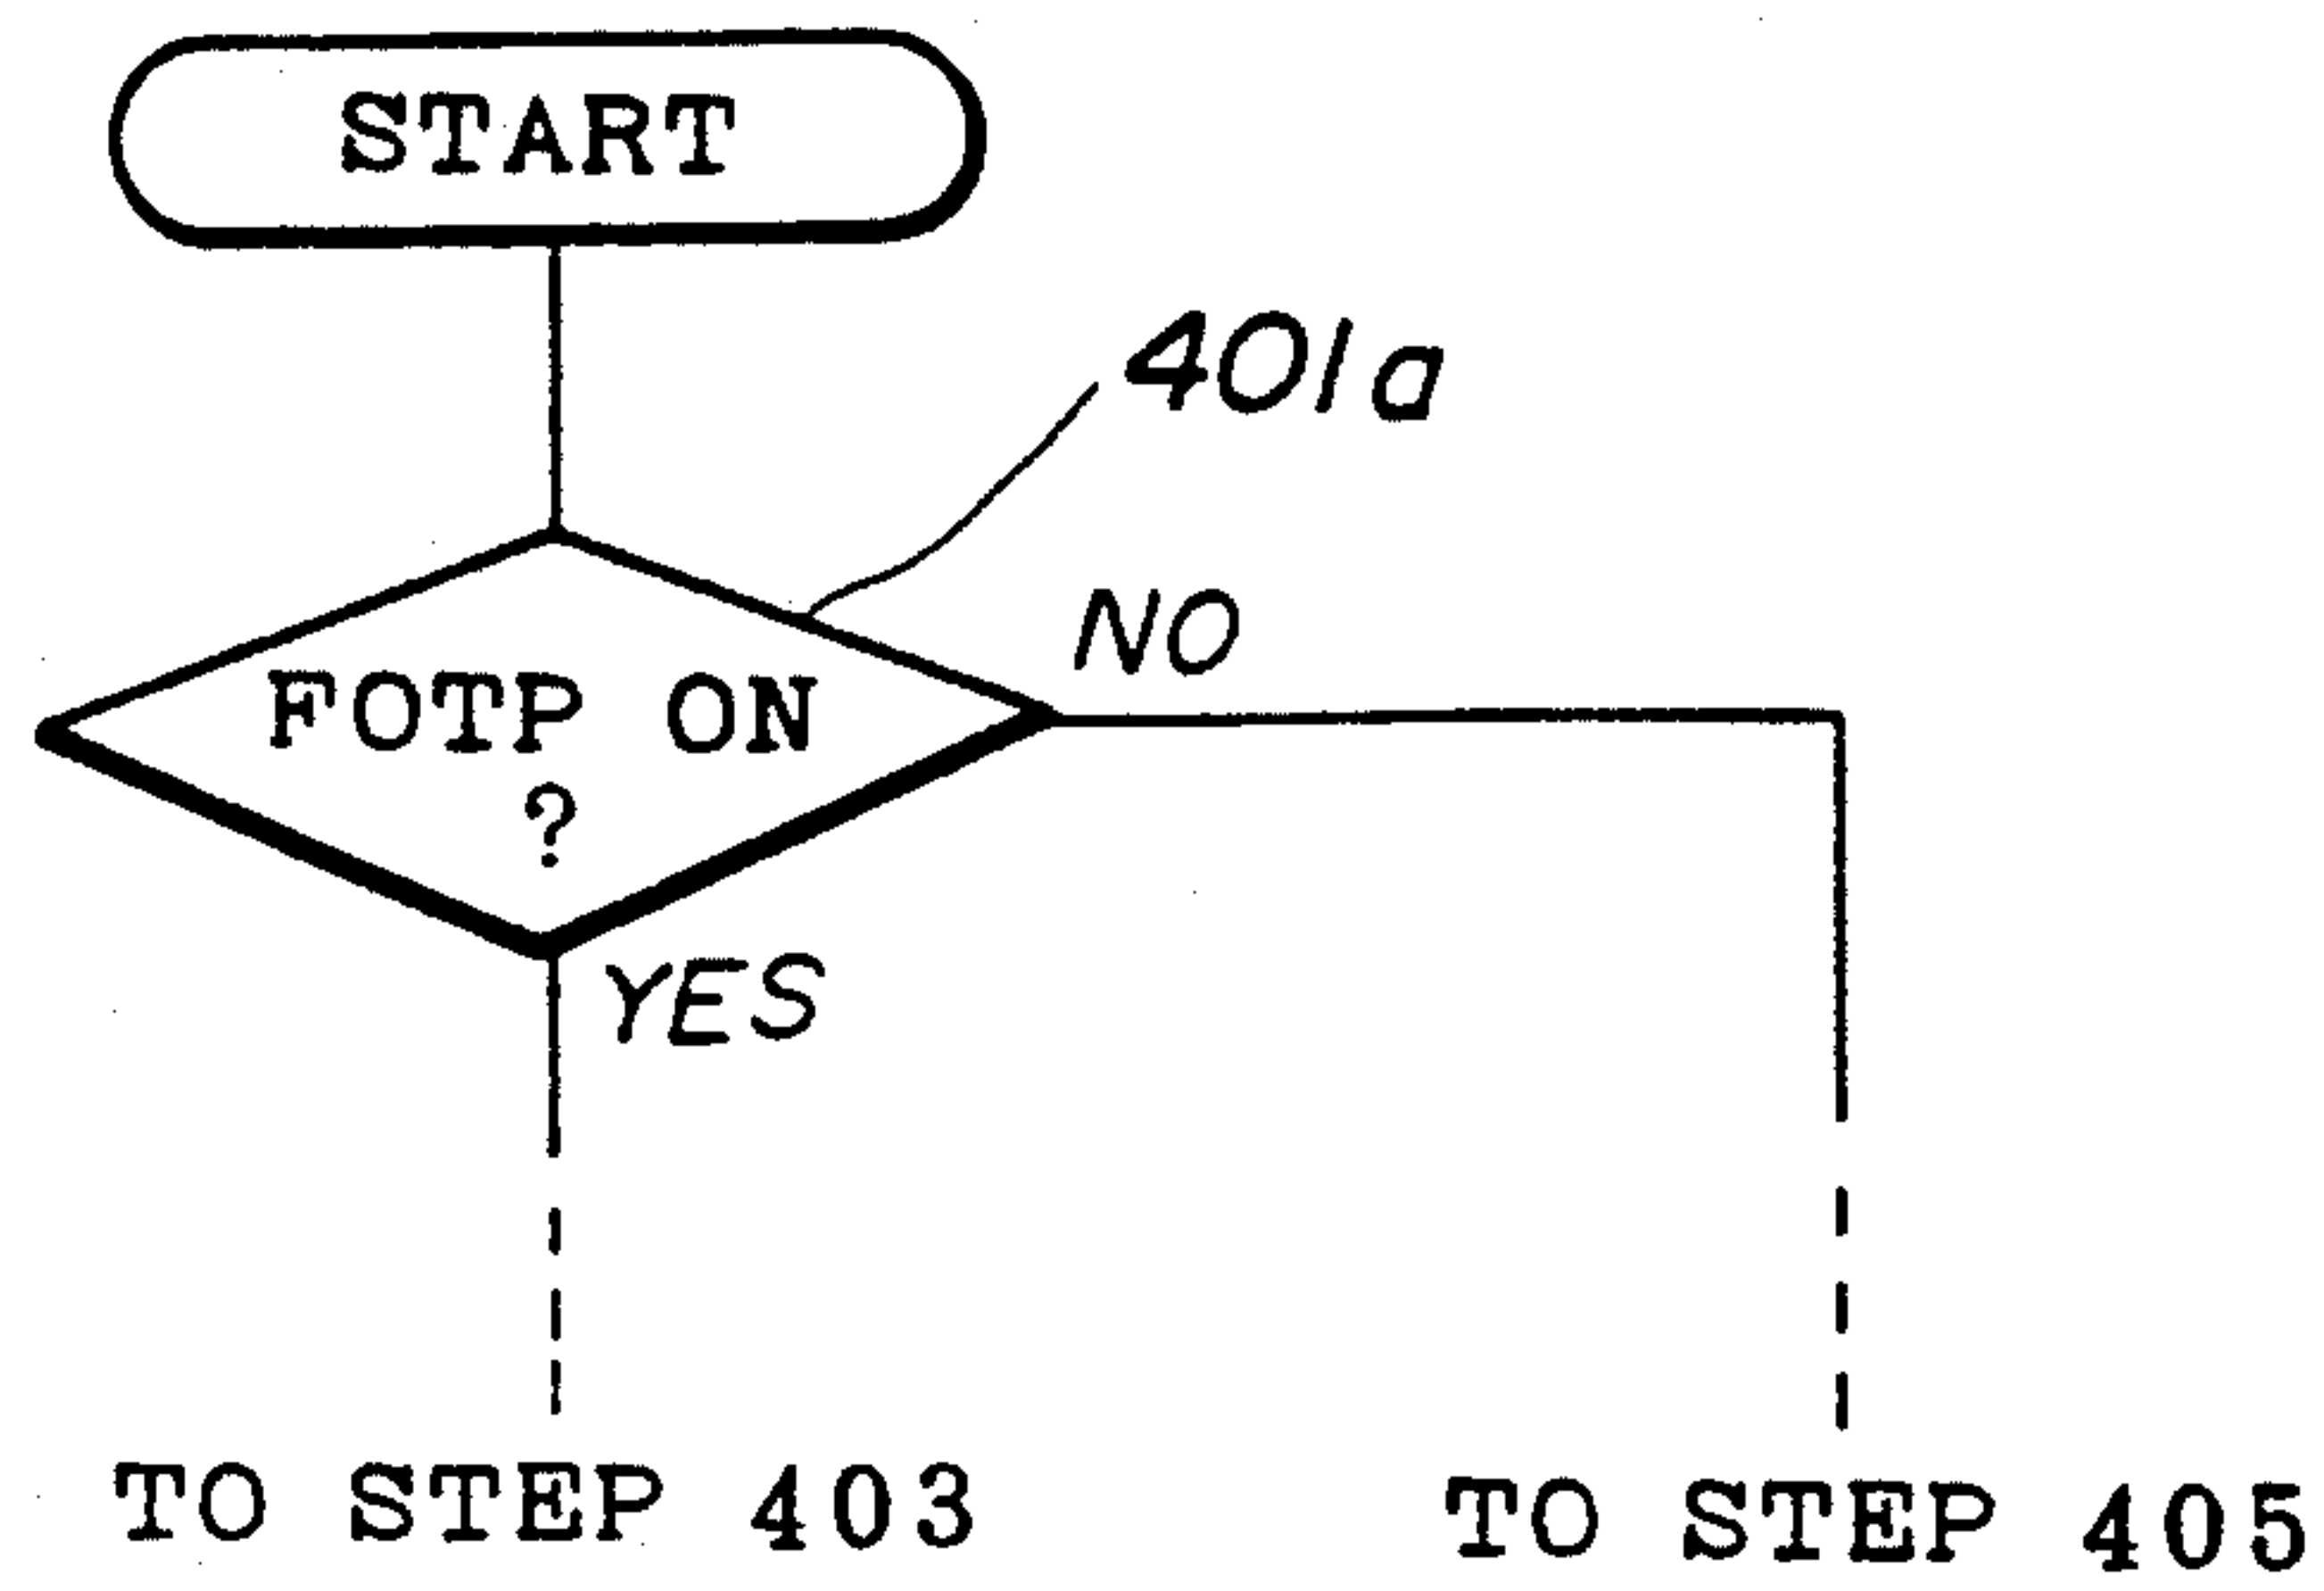 START
401a
NO
FOTP ON
?
YES
TO STEP 403
TO STEP 405